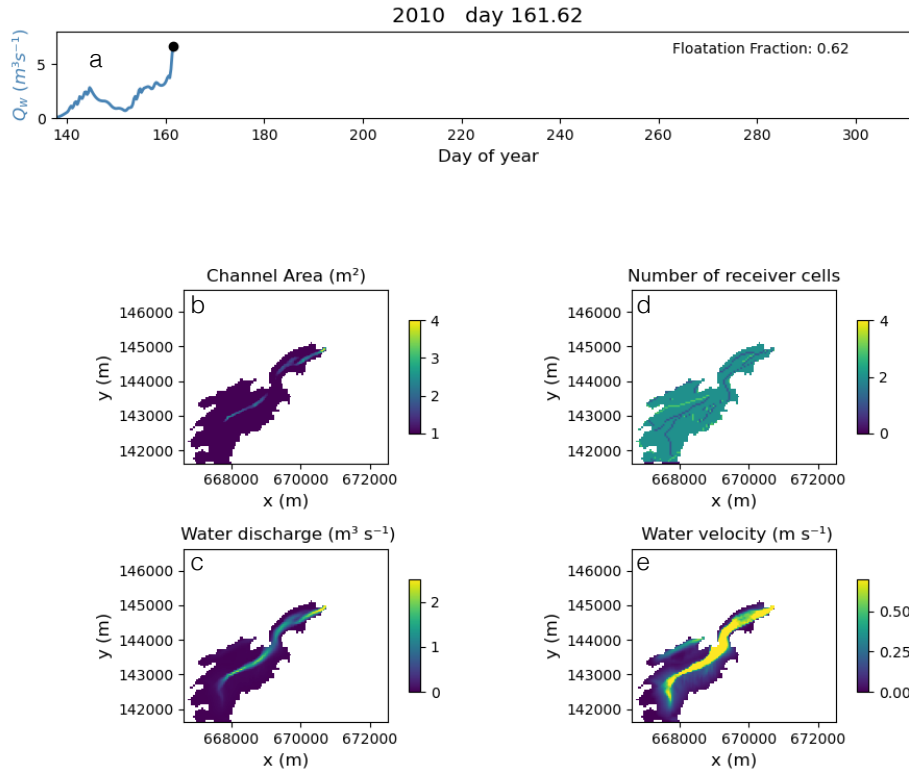 2010 day 161.62
a
Floatation Fraction: 0.62
Q_W (m³s⁻¹)
5
0
140 160 180 200 220 240 260 280 300
Day of year
Channel Area (m²)
b
146000
145000
144000
143000
142000
y (m)
668000 670000 672000
x (m)
4
3
2
1
Number of receiver cells
d
146000
145000
144000
143000
142000
y (m)
668000 670000 672000
x (m)
4
2
0
Water discharge (m³ s⁻¹)
c
146000
145000
144000
143000
142000
y (m)
668000 670000 672000
x (m)
2
1
0
Water velocity (m s⁻¹)
e
146000
145000
144000
143000
142000
y (m)
668000 670000 672000
x (m)
0.50
0.25
0.00